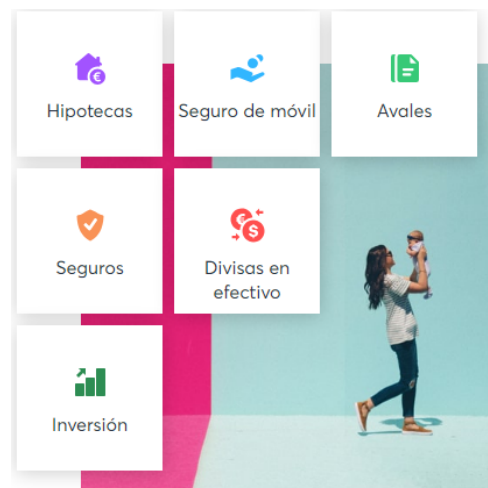 Hipotecas
Seguro de móvil
Avales
Seguros
Divisas en
efectivo
Inversión